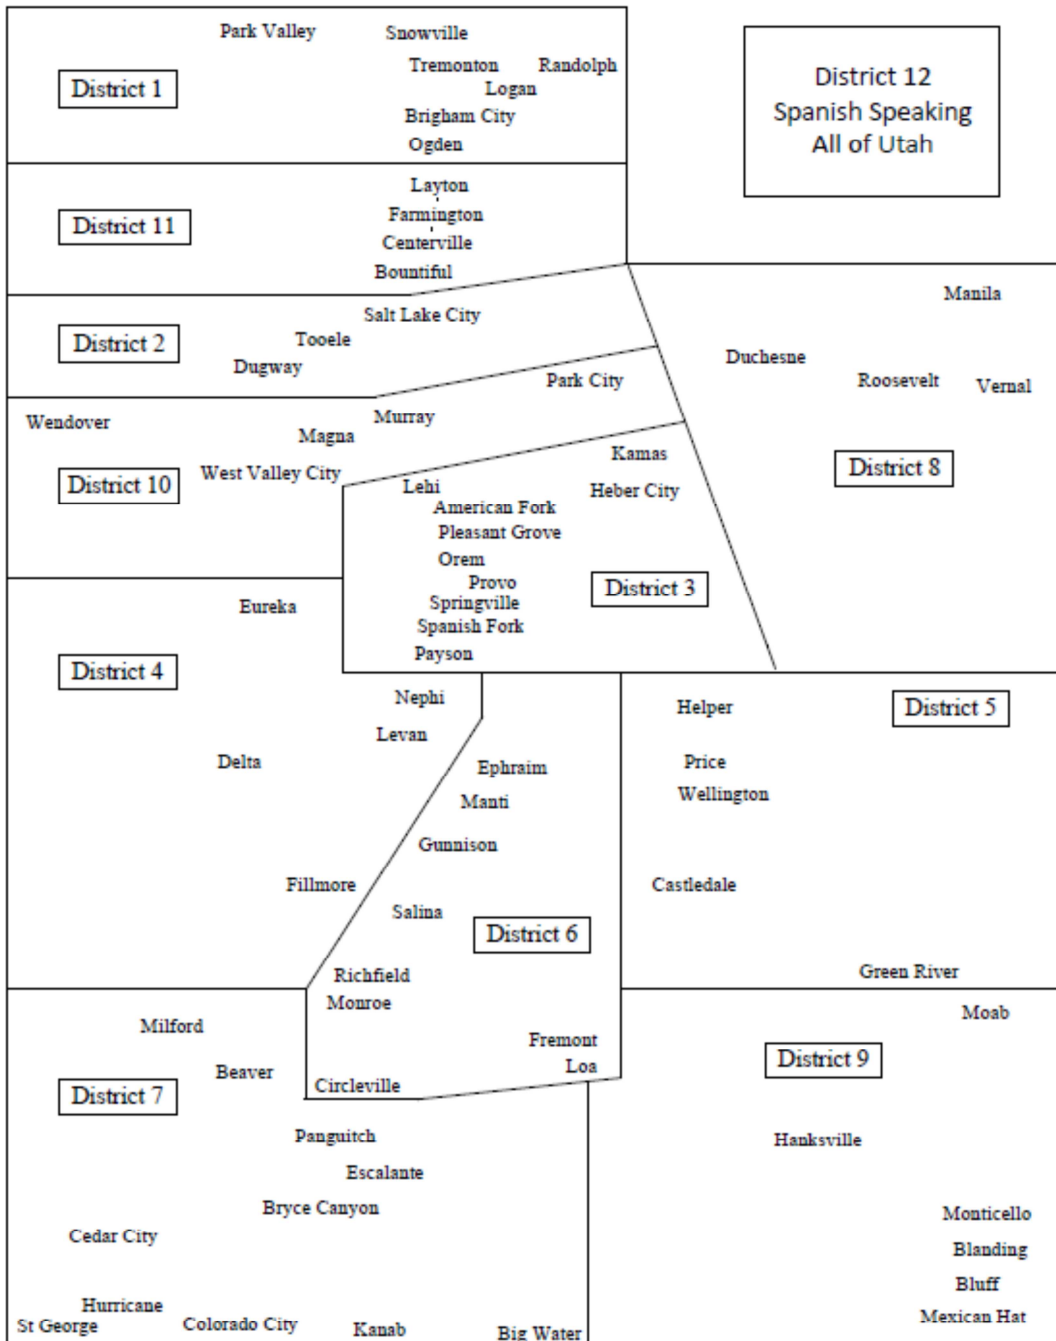 Park Valley
Snowville
Tremonton
Randolph
District 1
Logan
Brigham City
Ogden
District 12
Spanish Speaking
All of Utah
Layton
Farmington
District 11
Centerville
Bountiful
Salt Lake City
Tooele
District 2
Dugway
Manila
Duchesne
Roosevelt
Vernal
District 8
Park City
Wendover
Murray
Magna
West Valley City
District 10
Kamas
Lehi
Heber City
American Fork
Pleasant Grove
Orem
Provo
District 3
Springville
Spanish Fork
Payson
Eureka
District 4
Nephi
Levan
Delta
Fillmore
Ephraim
Manti
Gunnison
Salina
District 6
Richfield
Monroe
Fremont
Loa
Circleville
Helper
District 5
Price
Wellington
Castledale
Green River
Milford
Beaver
District 7
Panguitch
Escalante
Bryce Canyon
Cedar City
Hurricane
St George
Colorado City
Kanab
Big Water
Moab
District 9
Hanksville
Monticello
Blanding
Bluff
Mexican Hat